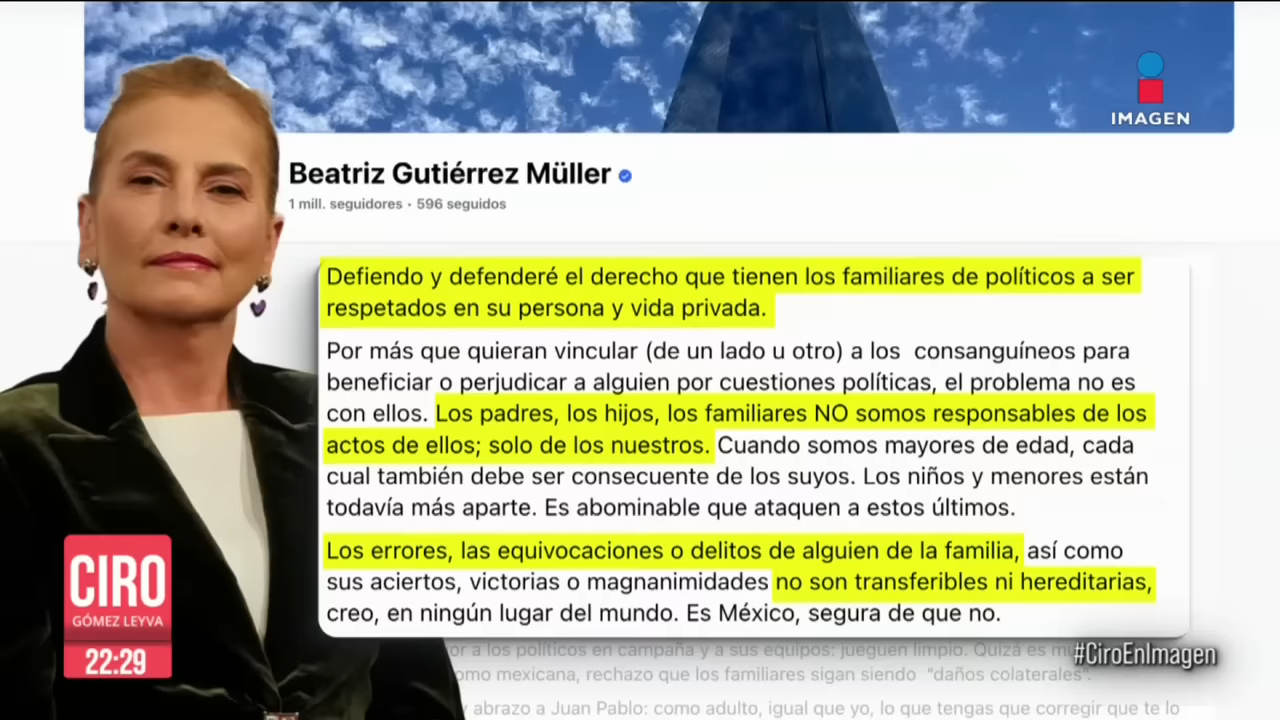 IMAGEN
Beatriz Gutiérrez Müller
1 mill. seguidores • 596 seguidos
Defiendo y defenderé el derecho que tienen los familiares de políticos a ser
respetados en su persona y vida privada.
Por más que quieran vincular (de un lado u otro) a los consanguíneos para
beneficiar o perjudicar a alguien por cuestiones políticas, el problema no es
con ellos. Los padres, los hijos, los familiares NO somos responsables de los
actos de ellos; solo de los nuestros. Cuando somos mayores de edad, cada
cual también debe ser consecuente de los suyos. Los niños y menores están
todavía más aparte. Es abominable que ataquen a estos últimos.
Los errores, las equivocaciones o delitos de alguien de la familia, así como
sus aciertos, victorias o magnanimidades no son transferibles ni hereditarias,
creo, en ningún lugar del mundo. Es México, segura de que no.
or a los políticos en campaña y a sus equipos: jueguen limpio. Quizá es
omo mexicana, rechazo que los familiares sigan siendo "daños colaterales".
y abrazo a Juan Pablo: como adulto, igual que yo, lo que tengas que corregir que te lo
CIRO
GÓMEZ LEYVA
22:29
#CiroEnImagen